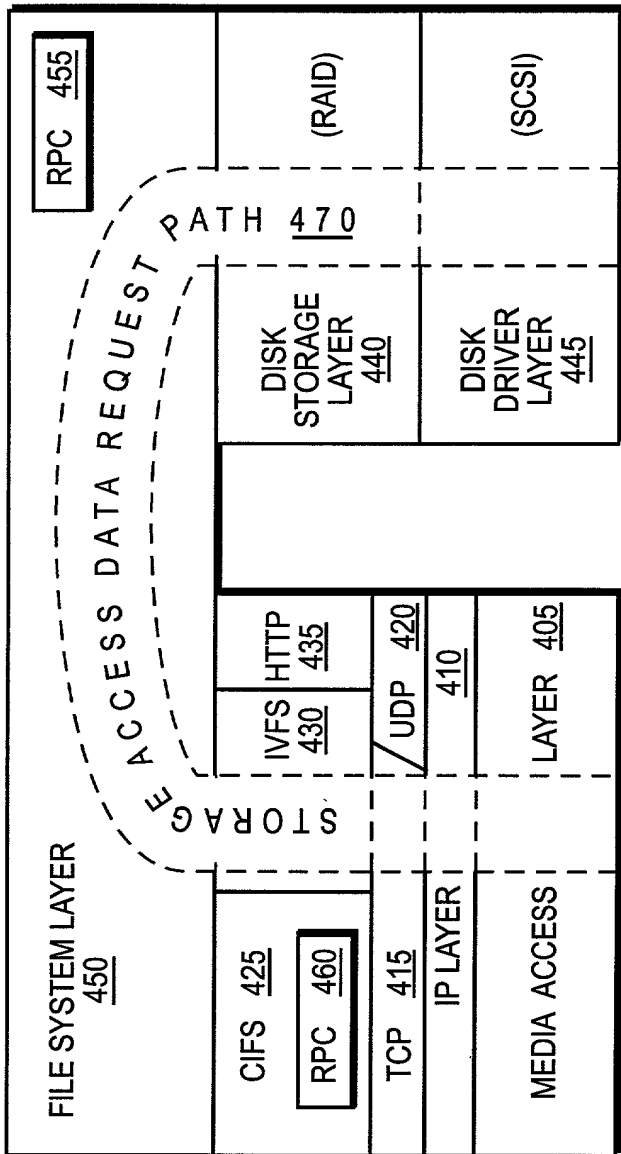 FILE SYSTEM LAYER
450
RPC 455
STORAGE ACCESS DATA REQUEST PATH 470
CIFS 425
RPC 460
IVFS
430
HTTP
435
TCP 415
UDP 420
IP LAYER 410
MEDIA ACCESS LAYER 405
DISK
STORAGE
LAYER
440
(RAID)
DISK
DRIVER
LAYER
445
(SCSI)